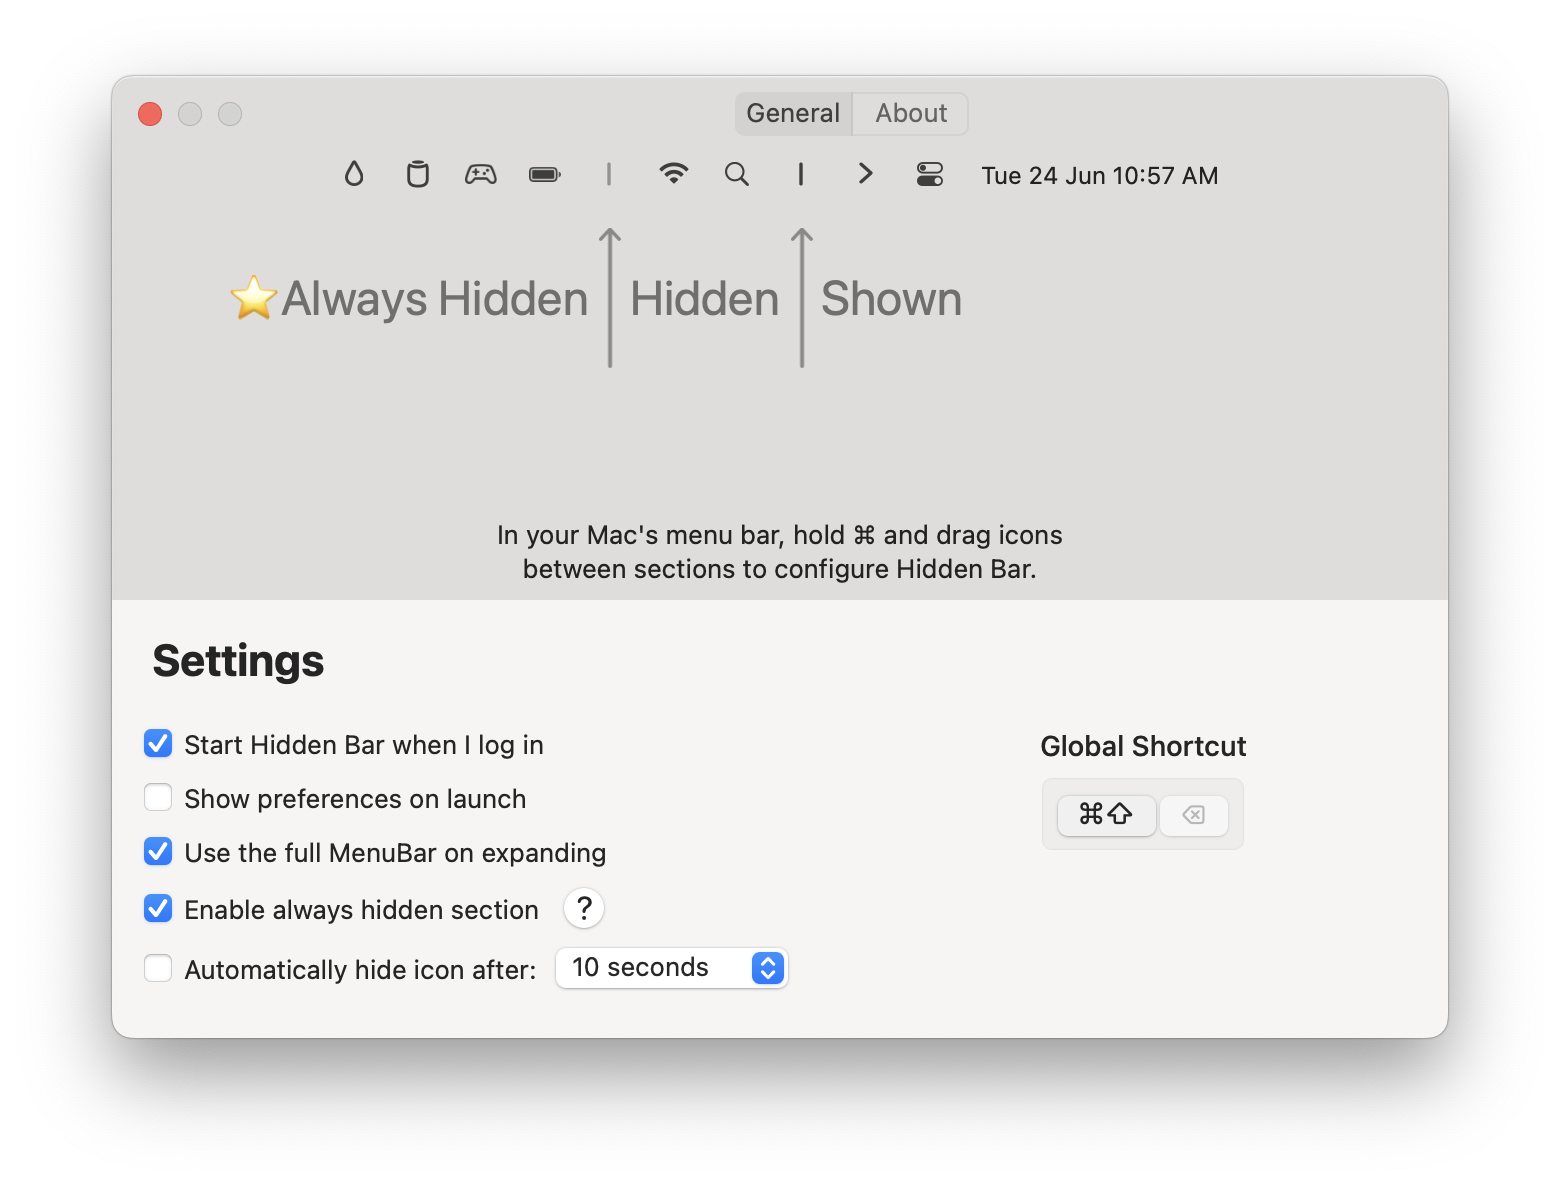 General About
Tue 24 Jun 10:57 AM
Always Hidden Hidden Shown
In your Mac's menu bar, hold ⌘ and drag icons
between sections to configure Hidden Bar.
Settings
Start Hidden Bar when I log in
Global Shortcut
Show preferences on launch
⌘⇧
Use the full MenuBar on expanding
Enable always hidden section ?
Automatically hide icon after: 10 seconds